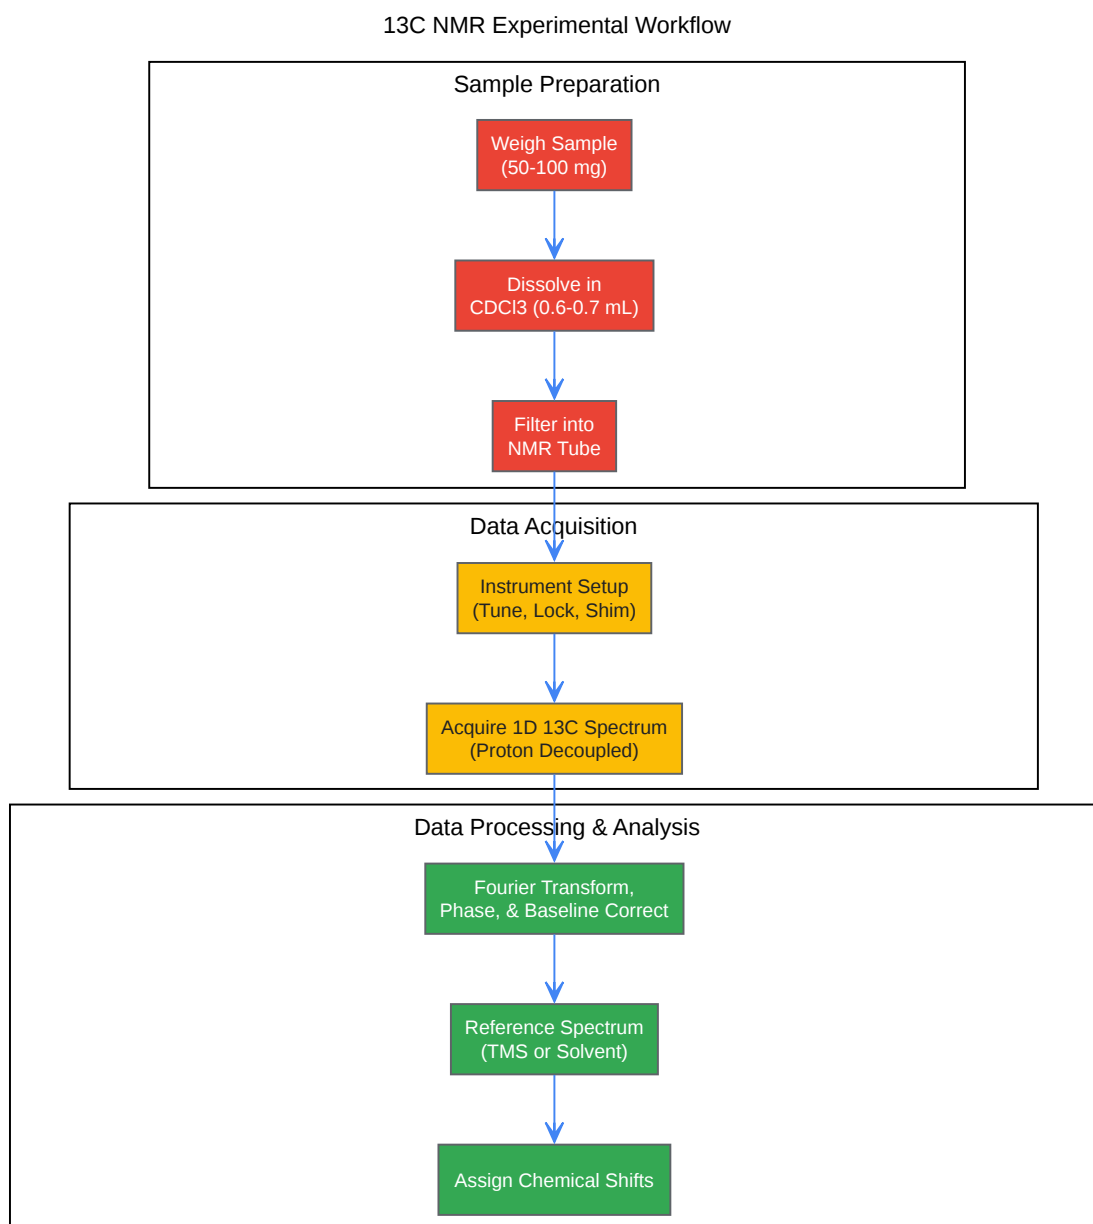 13C NMR Experimental Workflow
Sample Preparation
Weigh Sample
(50-100 mg)
Dissolve in
CDCl3 (0.6-0.7 mL)
Filter into
NMR Tube
Data Acquisition
Instrument Setup
(Tune, Lock, Shim)
Acquire 1D 13C Spectrum
(Proton Decoupled)
Data Processing & Analysis
Fourier Transform,
Phase, & Baseline Correct
Reference Spectrum
(TMS or Solvent)
Assign Chemical Shifts